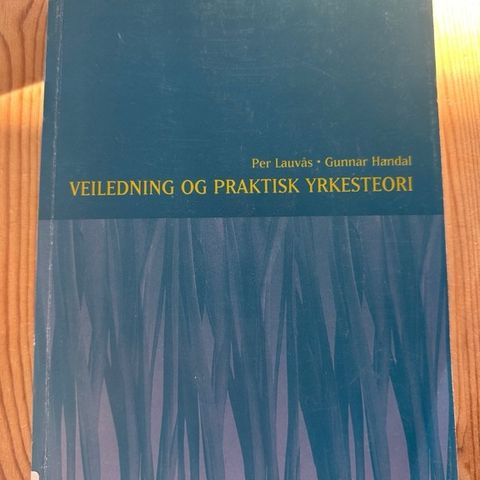 Per Lauvås • Gunnar Handal
VEILEDNING OG PRAKTISK YRKESTEORI